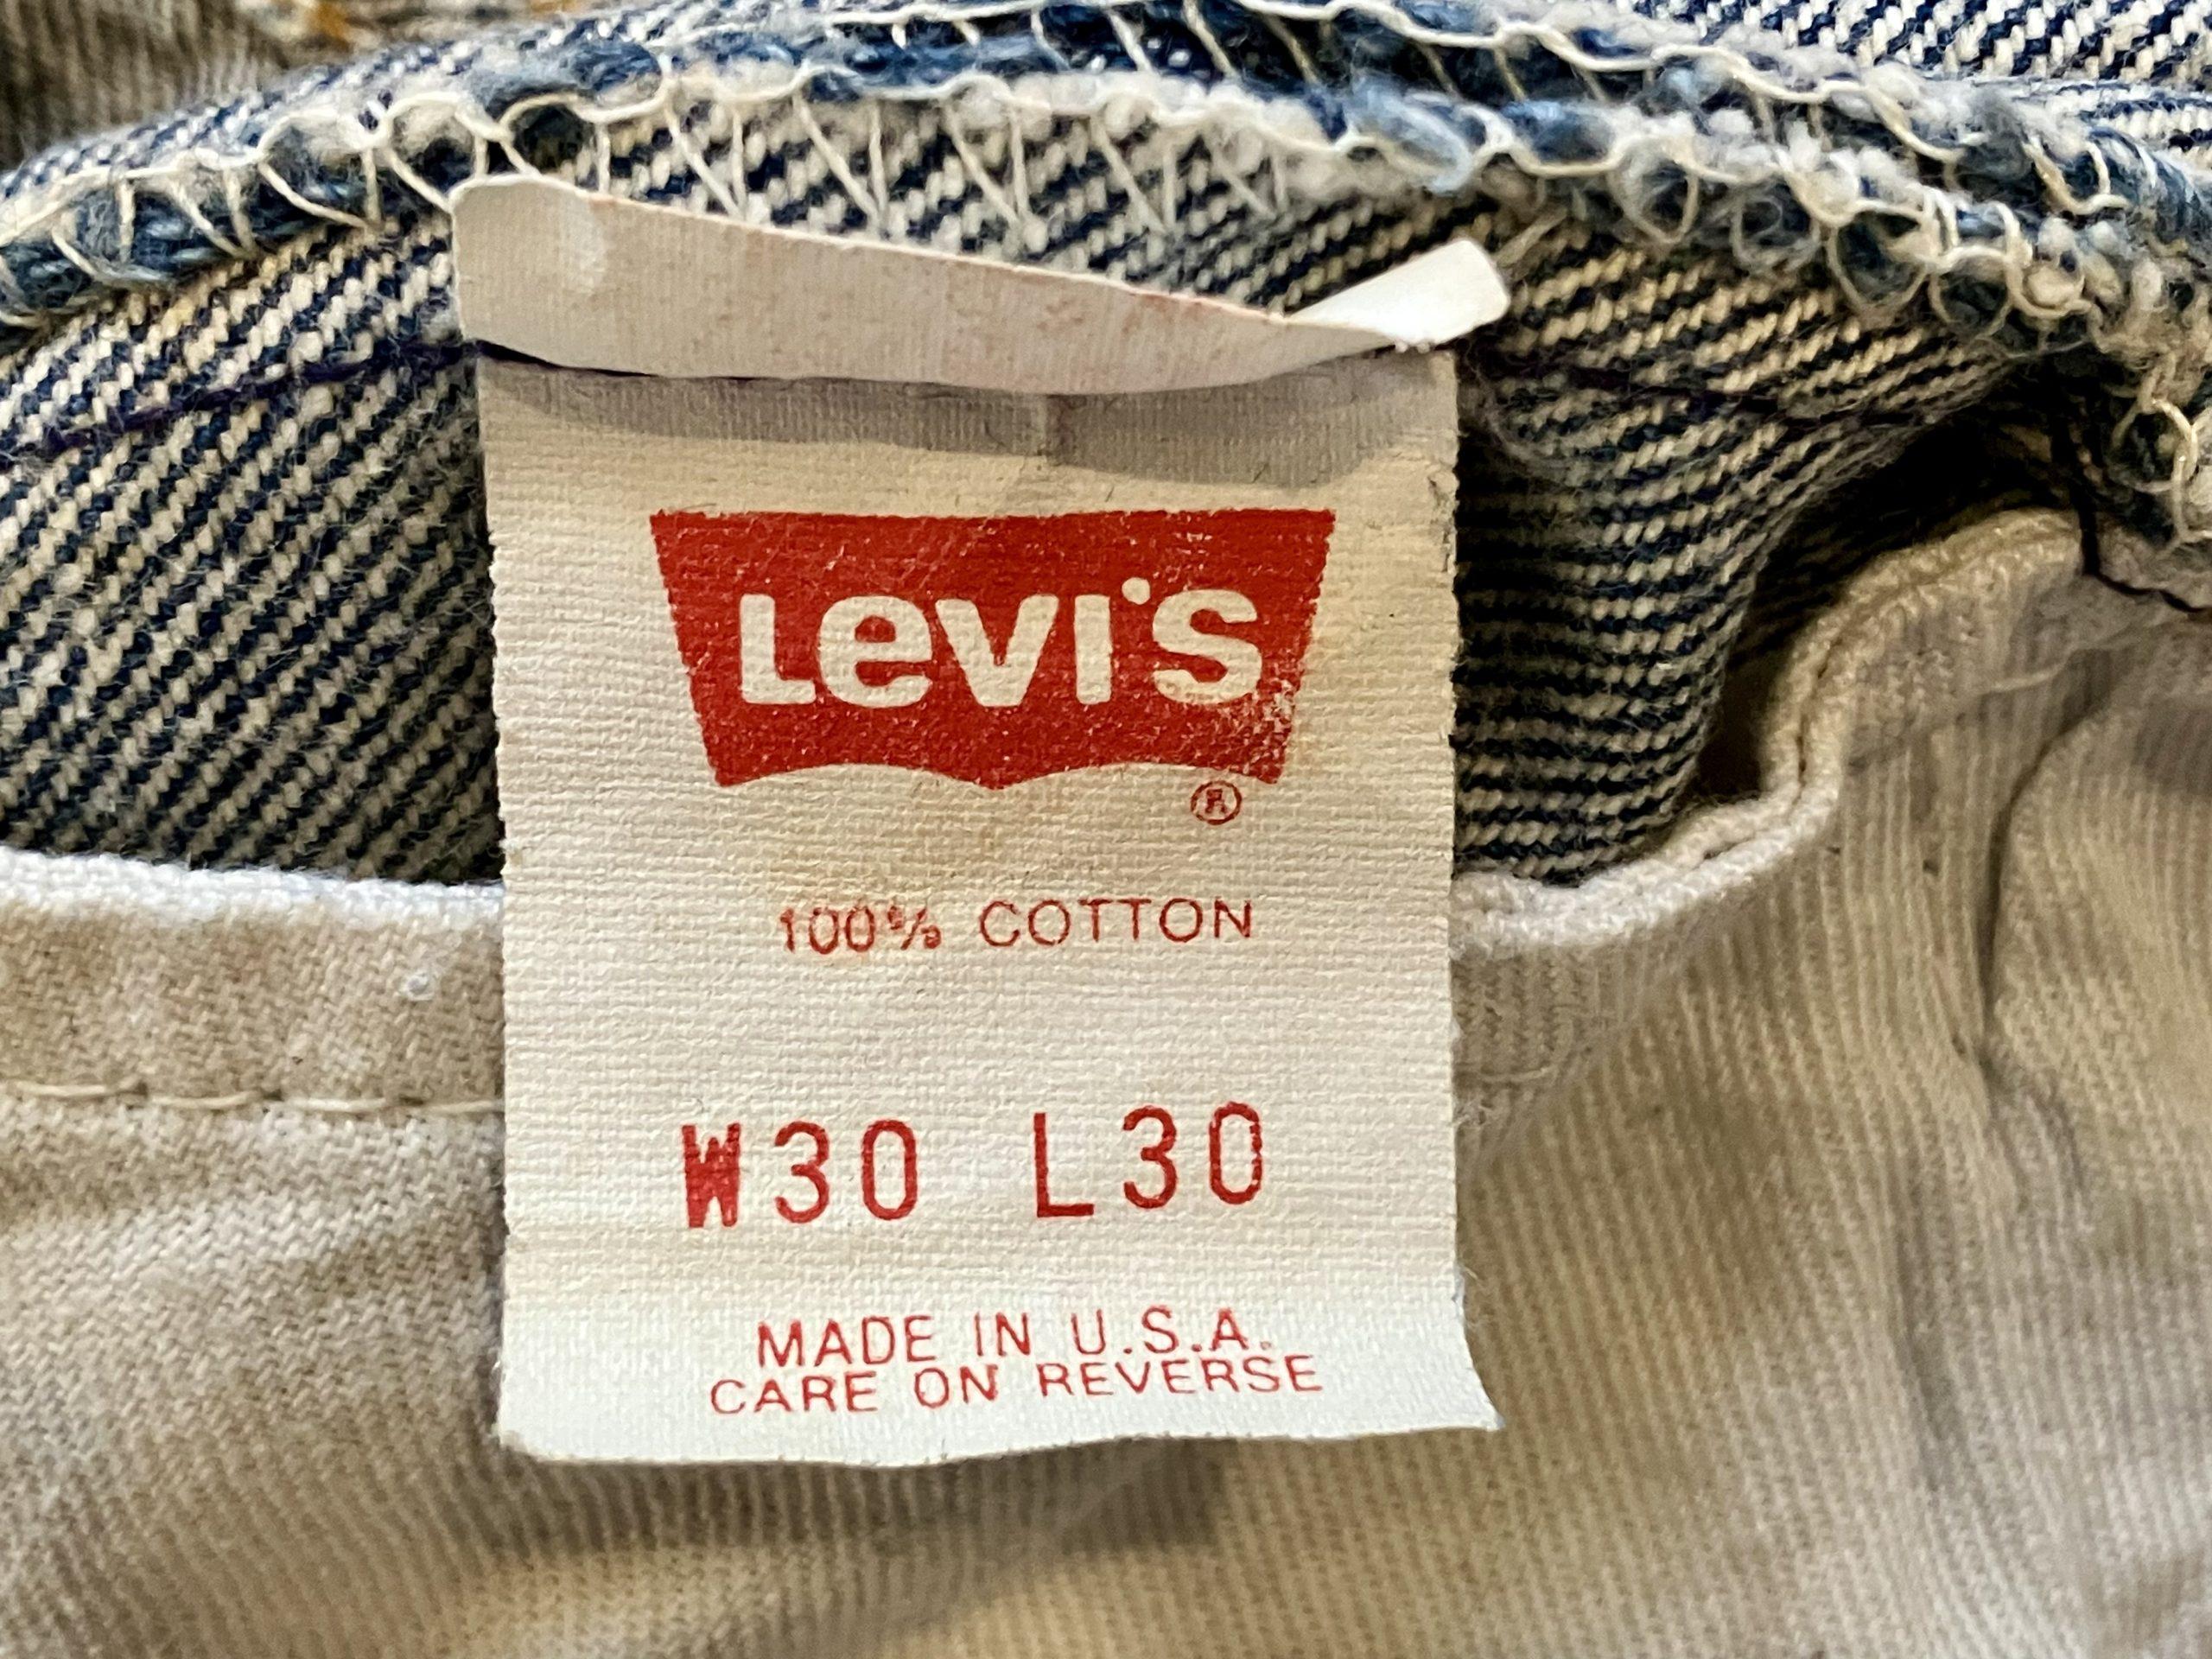 LEVI'S
®
100% COTTON
W30 L30
MADE IN U.S.A.
CARE ON REVERSE